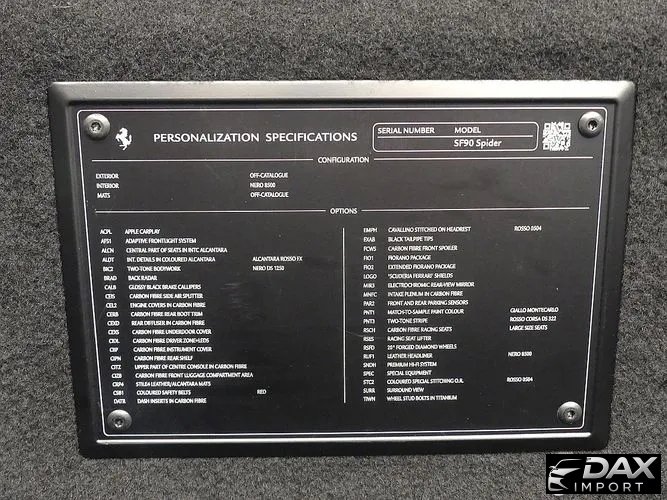 PERSONALIZATION SPECIFICATIONS
SERIAL NUMBER MODEL
SF90 Spider
CONFIGURATION
EXTERIOR OFF-CATALOGUE
INTERIOR NERO 8500
MATS OFF-CATALOGUE
OPTIONS
ACPL APPLE CARPLAY
AFS1 ADAPTIVE FRONTLIGHT SYSTEM
ALCN CENTRAL PART OF SEATS IN INTC ALCANTARA
ALDT INT. DETAILS IN COLOURED ALCANTARA ALCANTARA ROSSO FX
BIC2 TWO-TONE BODYWORK NERO DS 1250
BRAD BACK RADAR
CALB GLOSSY BRAKE CALLIPERS
CEIS CARBON FIBRE SIDE AIR SPLITTER
CEL2 ENGINE COVERS IN CARBON FIBRE
CERB CARBON FIBRE REAR BOOT TRIM
CEXD REAR DIFFUSER IN CARBON FIBRE
CARBON FIBRE UNDERDOOR COVER
CIDL CARBON FIBRE DRIVER ZONE+LEDS
CIIP CARBON FIBRE INSTRUMENT COVER
CIPN CARBON FIBRE REAR SHELF
CITZ UPPER PART OF CENTRE CONSOLE IN CARBON FIBRE
CIZB CARBON FIBRE FRONT LUGGAGE COMPARTMENT AREA
CRP4 LEATHER/ALCANTARA MATS
CSB1 COLOURED SAFETY BELTS RED
DATR DASH INSERTS IN CARBON FIBRE
EMPH CAVALLINO STITCHED ON HEADREST ROSSO 0504
EXAB BLACK TAILPIPE TIPS
FCWS CARBON FIBRE FRONT SPOILER
FIO1 FIORANO PACKAGE
FIO2 EXTENDED FIORANO PACKAGE
LOGO "SCUDERIA FERRARI" SHIELDS
MIR3 ELECTROCHROMIC REAR-VIEW MIRROR
MNFC INTAKE PLENUM IN CARBON FIBRE
PAR2 FRONT AND REAR PARKING SENSORS
PNT1 MATCH-TO-SAMPLE PAINT COLOUR GIALLO MONTECARLO
PNT3 TWO-TONE STRIPE ROSSO CORSA DS 322
RSCH CARBON FIBRE RACING SEATS LARGE SIZE SEATS
RSES RACING SEAT LIFTER
RSFD 20" FORGED DIAMOND WHEELS
RUF1 LEATHER HEADLINER NERO 8500
SNDH PREMIUM HI-FI SYSTEM
SPEC SPECIAL EQUIPMENT
STC2 COLOURED SPECIAL STITCHING O.R. ROSSO 0504
SURR SURROUND VIEW
TIWN WHEEL STUD BOLTS IN TITANIUM
DAX
IMPORT